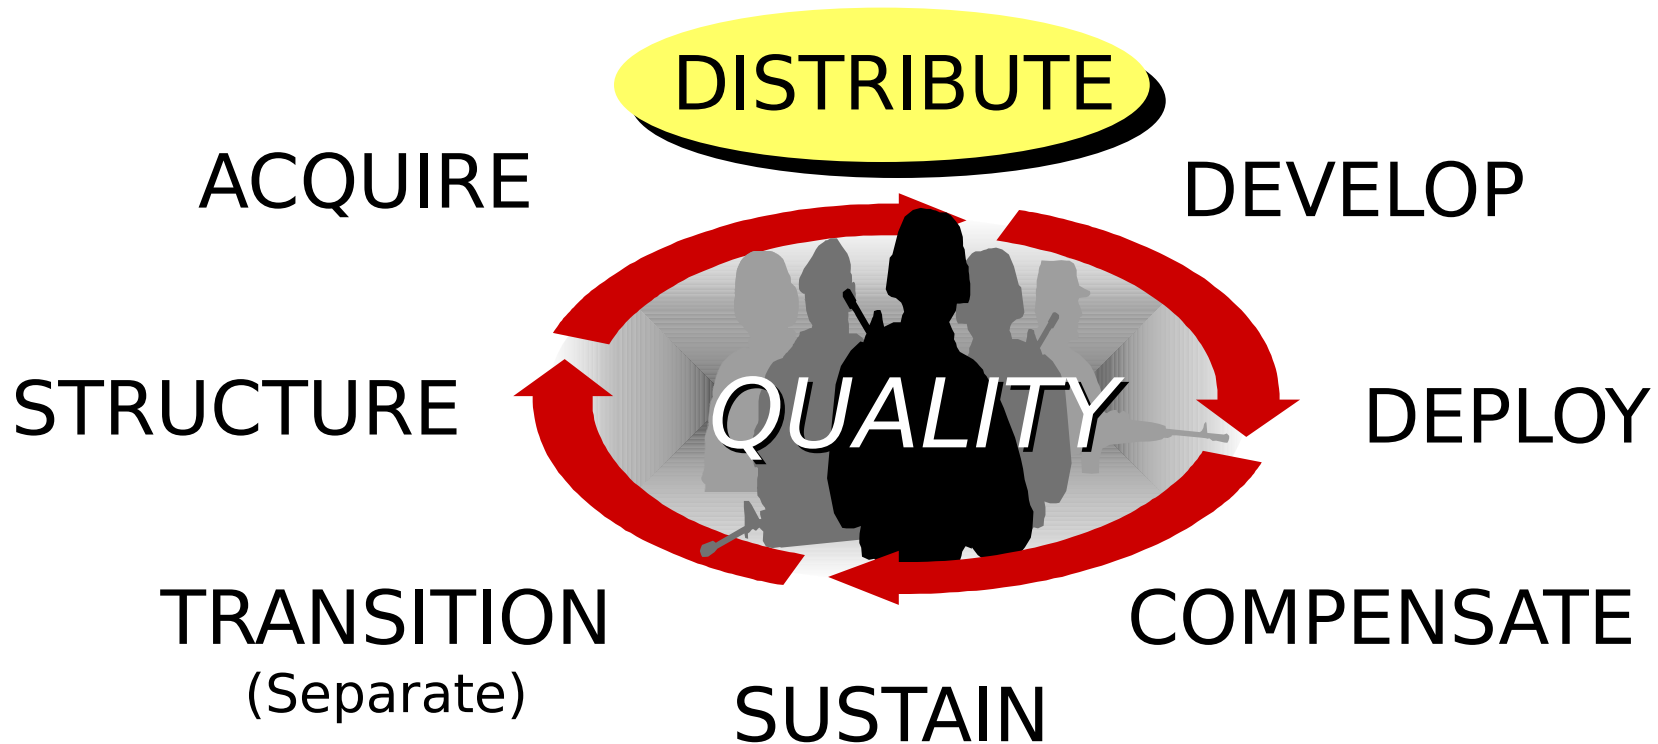 DISTRIBUTE
ACQUIRE
DEVELOP
STRUCTURE
QUALITY
DEPLOY
TRANSITION
(Separate)
COMPENSATE
SUSTAIN